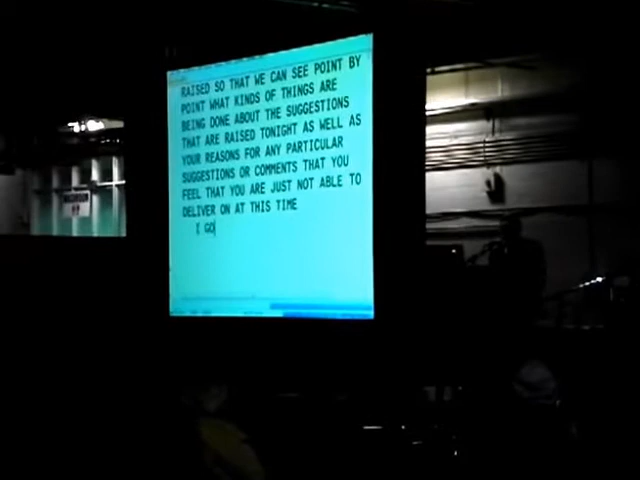 RAISED SO THAT WE CAN SEE POINT BY
POINT WHAT KINDS OF THINGS ARE
BEING DONE ABOUT THE SUGGESTIONS
THAT ARE RAISED TONIGHT AS WELL AS
YOUR REASONS FOR ANY PARTICULAR
SUGGESTIONS OR COMMENTS THAT YOU
FEEL THAT YOU ARE JUST NOT ABLE TO
DELIVER ON AT THIS TIME
I GO